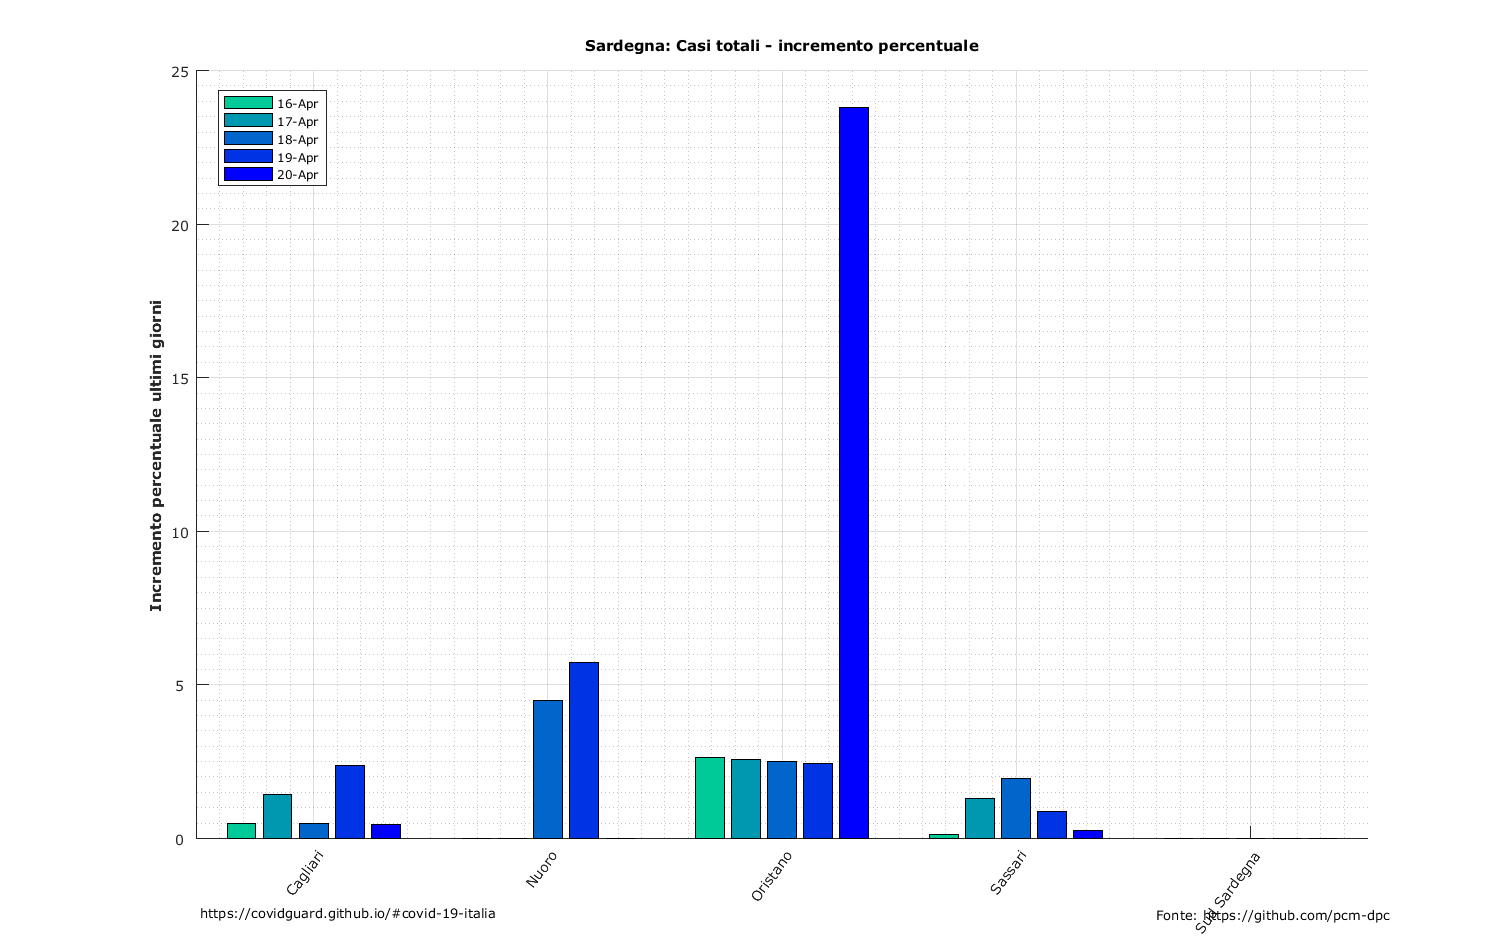 Sardegna: Casi totali - incremento percentuale
25
20
15
10
5
0
Incremento percentuale ultimi giorni
16-Apr
17-Apr
18-Apr
19-Apr
20-Apr
Cagliari
Nuoro
Oristano
Sassari
Sud Sardegna
https://covidguard.github.io/#covid-19-italia
Fonte: https://github.com/pcm-dpc